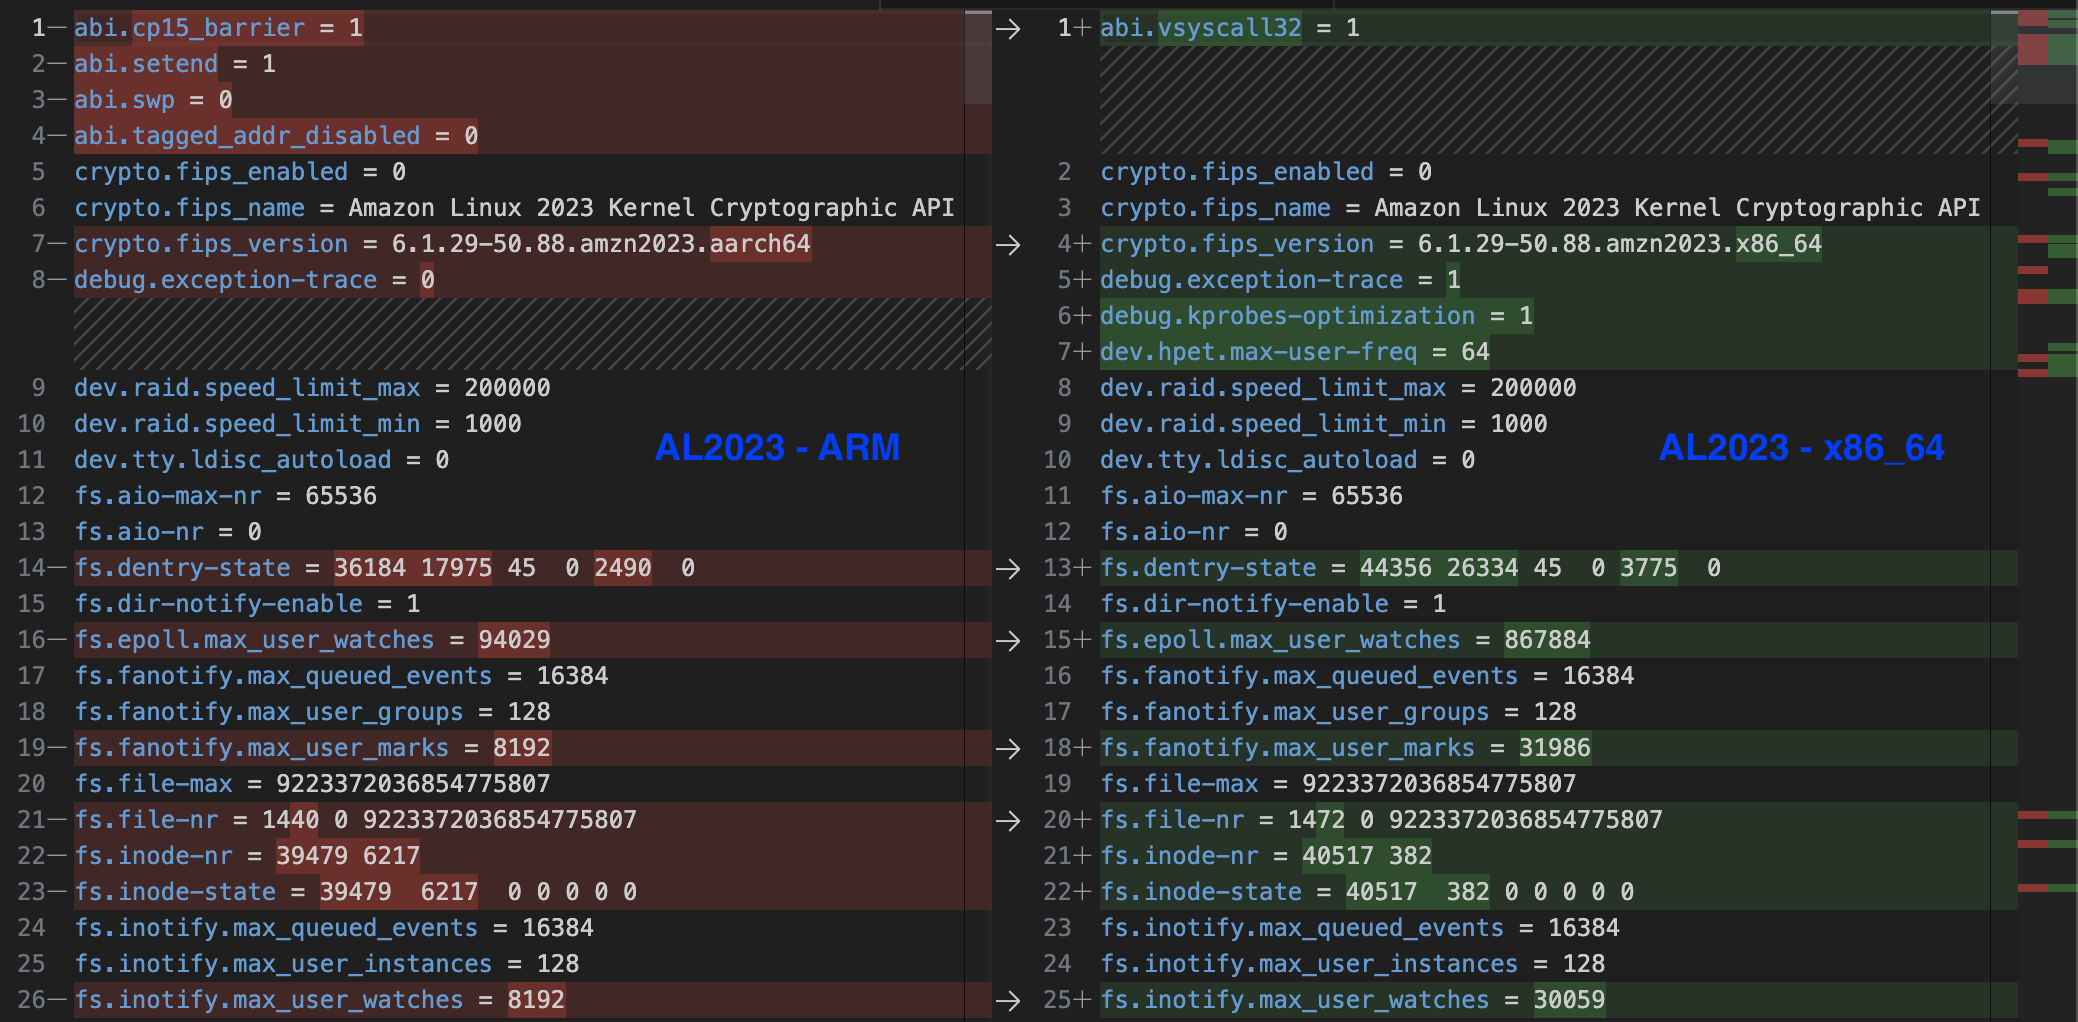 1— abi.cp15_barrier = 1
2— abi.setend = 1
3— abi.swp = 0
4— abi.tagged_addr_disabled = 0
5 crypto.fips_enabled = 0
6 crypto.fips_name = Amazon Linux 2023 Kernel Cryptographic API
7— crypto.fips_version = 6.1.29-50.88.amzn2023.aarch64
8— debug.exception-trace = 0
9 dev.raid.speed_limit_max = 200000
10 dev.raid.speed_limit_min = 1000
11 dev.tty.ldisc_autoload = 0
12 fs.aio-max-nr = 65536
13 fs.aio-nr = 0
14— fs.dentry-state = 36184 17975 45 0 2490 0
15 fs.dir-notify-enable = 1
16— fs.epoll.max_user_watches = 94029
17 fs.fanotify.max_queued_events = 16384
18 fs.fanotify.max_user_groups = 128
19— fs.fanotify.max_user_marks = 8192
20 fs.file-max = 9223372036854775807
21— fs.file-nr = 1440 0 9223372036854775807
22— fs.inode-nr = 39479 6217
23— fs.inode-state = 39479 6217 0 0 0 0 0
24 fs.inotify.max_queued_events = 16384
25 fs.inotify.max_user_instances = 128
26— fs.inotify.max_user_watches = 8192
AL2023 - ARM
→ 1+ abi.vsyscall32 = 1
2 crypto.fips_enabled = 0
3 crypto.fips_name = Amazon Linux 2023 Kernel Cryptographic API
→ 4+ crypto.fips_version = 6.1.29-50.88.amzn2023.x86_64
5+ debug.exception-trace = 1
6+ debug.kprobes-optimization = 1
7+ dev.hpet.max-user-freq = 64
8 dev.raid.speed_limit_max = 200000
9 dev.raid.speed_limit_min = 1000
10 dev.tty.ldisc_autoload = 0
11 fs.aio-max-nr = 65536
12 fs.aio-nr = 0
→ 13+ fs.dentry-state = 44356 26334 45 0 3775 0
14 fs.dir-notify-enable = 1
→ 15+ fs.epoll.max_user_watches = 867884
16 fs.fanotify.max_queued_events = 16384
17 fs.fanotify.max_user_groups = 128
→ 18+ fs.fanotify.max_user_marks = 31986
19 fs.file-max = 9223372036854775807
→ 20+ fs.file-nr = 1472 0 9223372036854775807
21+ fs.inode-nr = 40517 382
22+ fs.inode-state = 40517 382 0 0 0 0 0
23 fs.inotify.max_queued_events = 16384
24 fs.inotify.max_user_instances = 128
→ 25+ fs.inotify.max_user_watches = 30059
AL2023 - x86_64